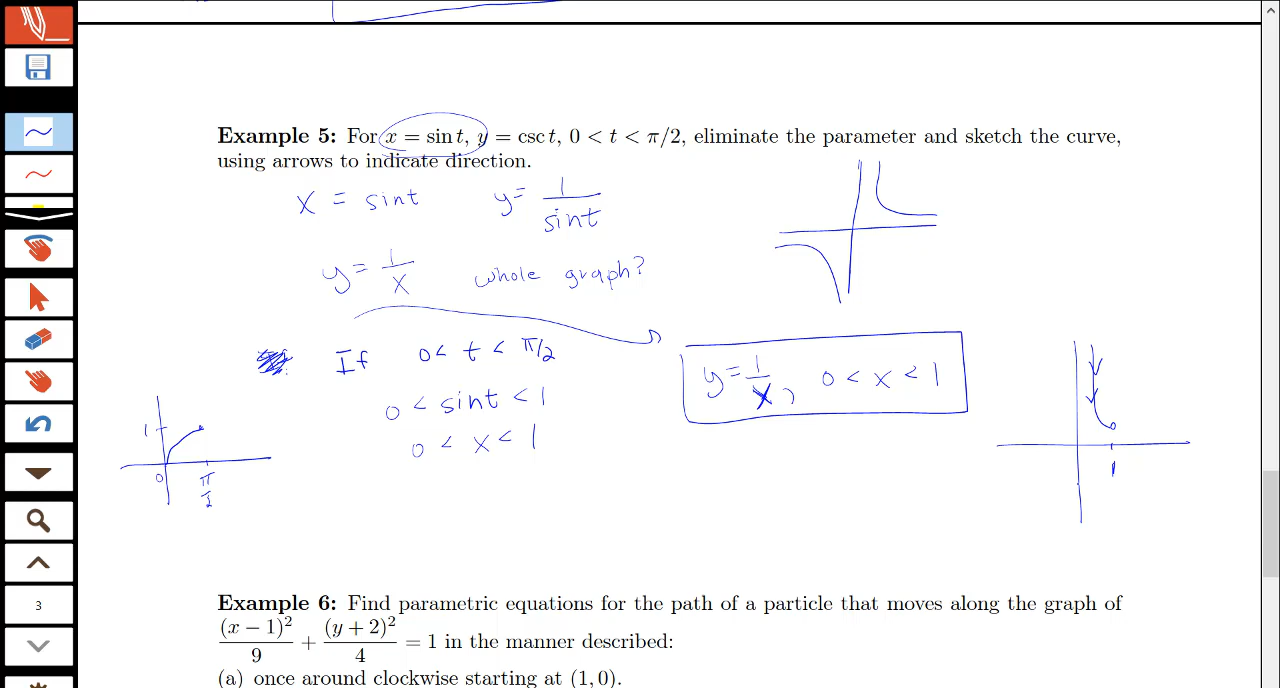 Example 5: For x = sin t, y = csc t, 0 < t < π/2, eliminate the parameter and sketch the curve,
using arrows to indicate direction.
x = sint y = 1/sint
y = 1/x whole graph?
If 0 < t < π/2
y = 1/x, 0 < x < 1
0 < sint < 1
0 < x < 1
1
0 π/2
1
3
Example 6: Find parametric equations for the path of a particle that moves along the graph of
(x − 1)²/9 + (y + 2)²/4 = 1 in the manner described:
(a) once around clockwise starting at (1, 0).